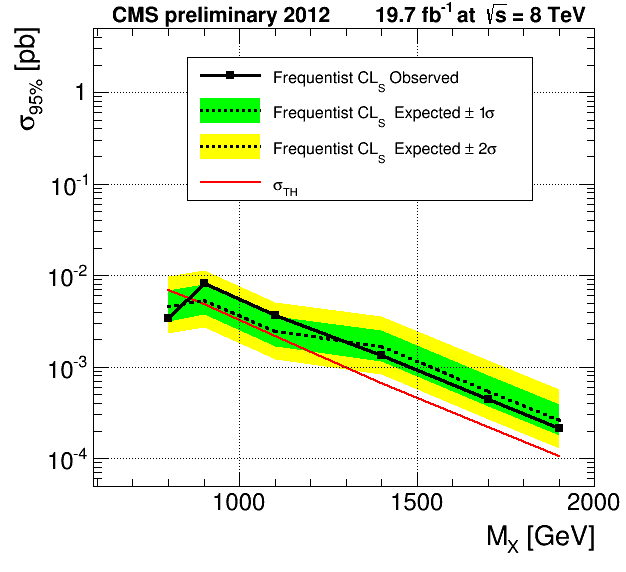 CMS preliminary 2012 19.7 fb⁻¹ at √s = 8 TeV
σ95% [pb]
Frequentist CLS Observed
Frequentist CLS Expected ± 1σ
Frequentist CLS Expected ± 2σ
σTH
1
10⁻¹
10⁻²
10⁻³
10⁻⁴
1000 1500 2000
MX [GeV]